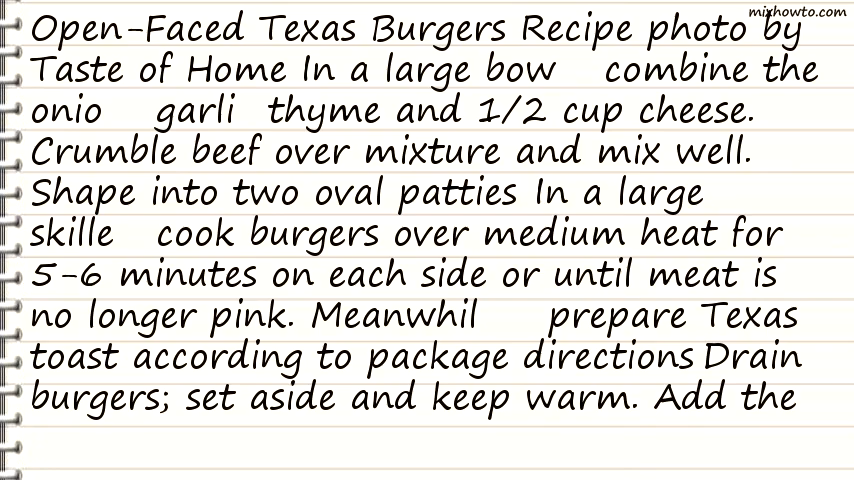 mixhowto.com
Open-Faced Texas Burgers Recipe photo by
Taste of Home In a large bow combine the
onio garli thyme and 1/2 cup cheese.
Crumble beef over mixture and mix well.
Shape into two oval patties In a large
skille cook burgers over medium heat for
5-6 minutes on each side or until meat is
no longer pink. Meanwhil prepare Texas
toast according to package directions Drain
burgers; set aside and keep warm. Add the